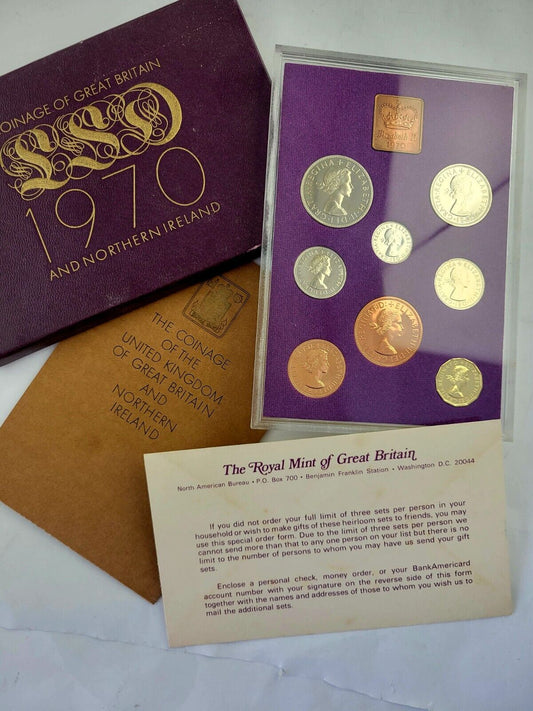 COINAGE OF GREAT BRITAIN
LSD
1970
AND NORTHERN IRELAND
Elizabeth II
1970
THE COINAGE
OF THE
UNITED KINGDOM
OF GREAT BRITAIN
AND
NORTHERN
IRELAND
The Royal Mint of Great Britain
North American Bureau • P.O. Box 700 • Benjamin Franklin Station • Washington D.C. 20044
If you did not order your full limit of three sets per person in your
household or wish to make gifts of these heirloom sets to friends, you may
use this special order form. Due to the limit of three sets per person we
cannot send more than that to any one person on your list but there is no
limit to the number of persons to whom you may have us send your gift
sets.
Enclose a personal check, money order, or your BankAmericard
account number with your signature on the reverse side of this form
together with the names and addresses of those to whom you wish us to
mail the additional sets.